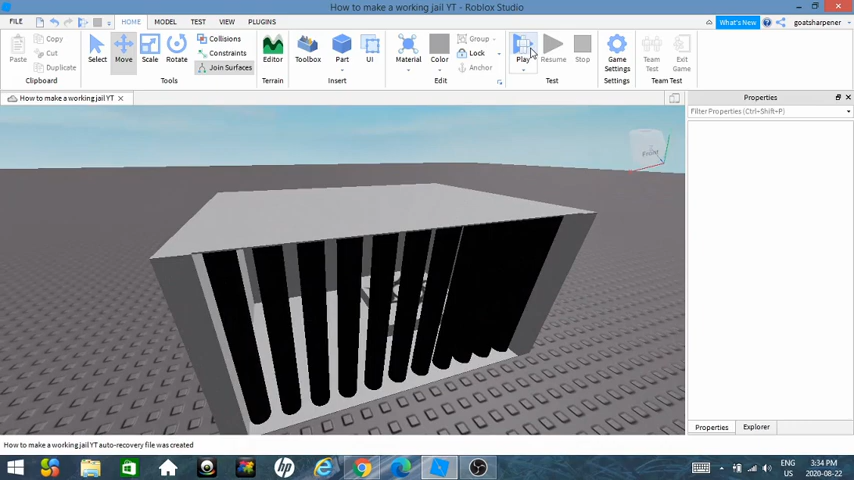 How to make a working jail YT - Roblox Studio
FILE HOME MODEL TEST VIEW PLUGINS What's New goatsharpener
Paste Copy Cut Duplicate Clipboard
Select Move Scale Rotate Collisions Constraints Join Surfaces Tools
Editor Terrain
Toolbox Part UI Insert
Material Color Group Lock Anchor Edit
Play Resume Stop Test
Game Settings Settings
Team Test Exit Game Team Test
How to make a working jail YT
Properties
Filter Properties (Ctrl+Shift+P)
Properties Explorer
How to make a working jail YT auto-recovery file was created
ENG 3:34 PM
US 2020-08-22